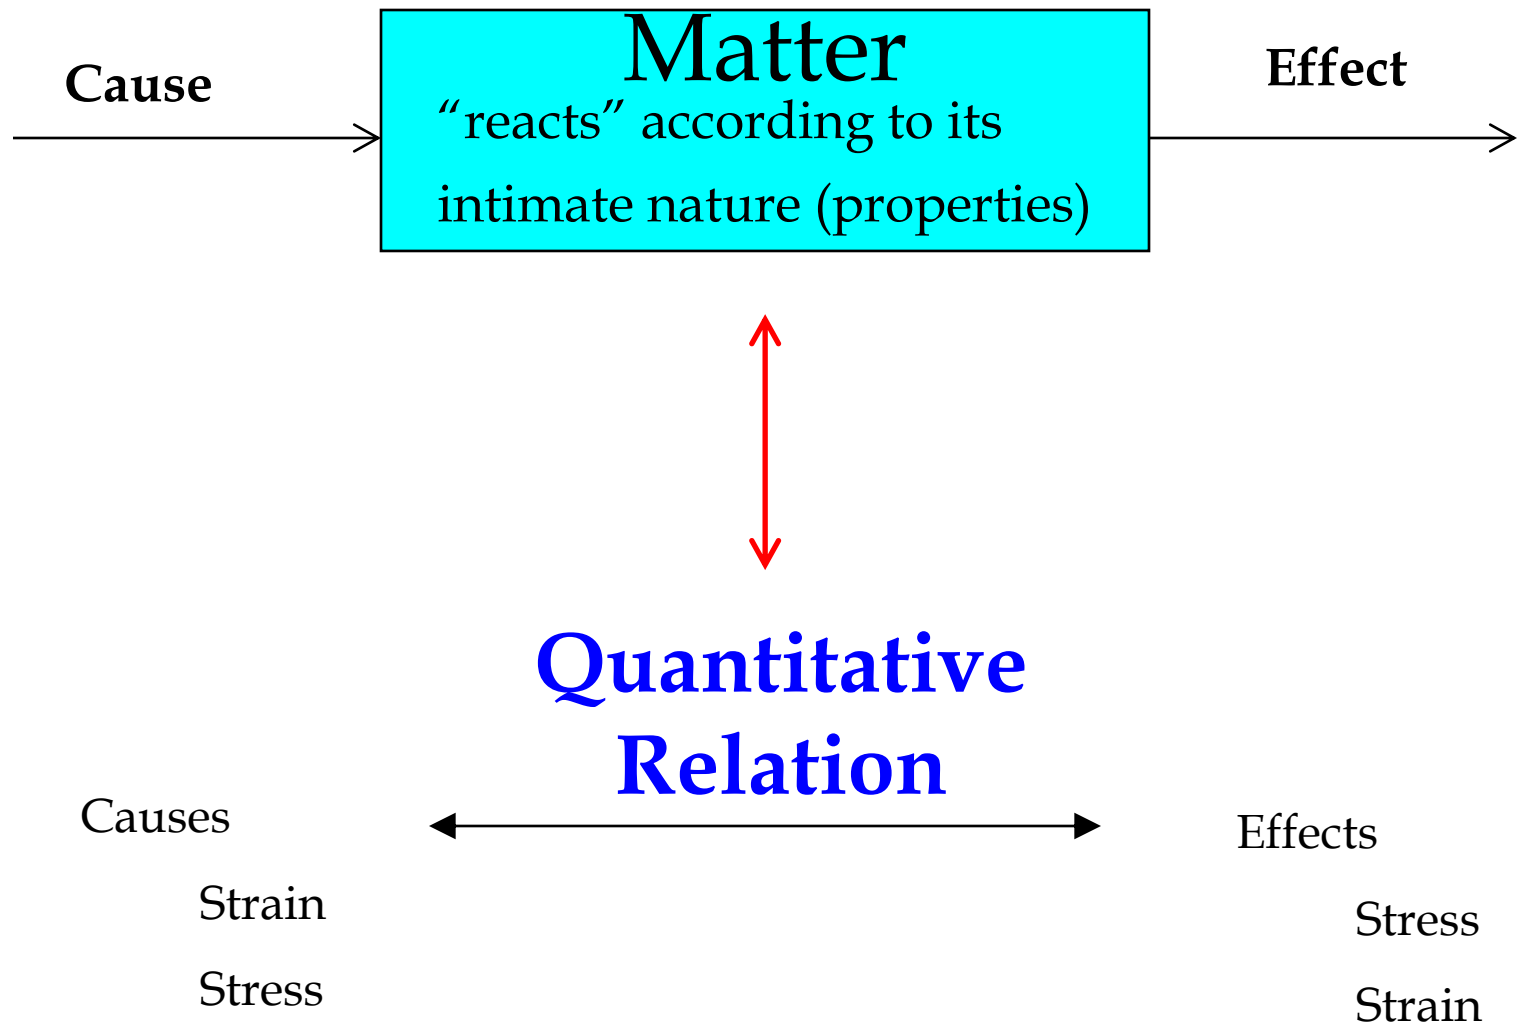 Matter
Cause
Effect
“reacts” according to its
intimate nature (properties)
Quantitative
Relation
Causes
Effects
Strain
Stress
Stress
Strain